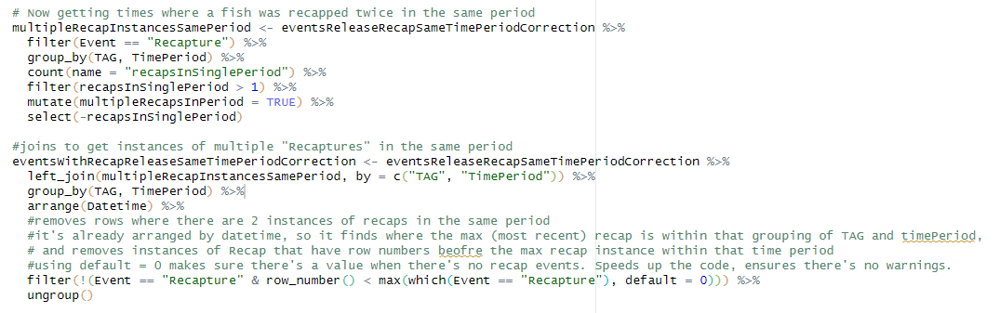 # Now getting times where a fish was recapped twice in the same period
multipleRecapInstancesSamePeriod <- eventsReleaseRecapSameTimePeriodCorrection %>%
  filter(Event == "Recapture") %>%
  group_by(TAG, TimePeriod) %>%
  count(name = "recapsInSinglePeriod") %>%
  filter(recapsInSinglePeriod > 1) %>%
  mutate(multipleRecapsInPeriod = TRUE) %>%
  select(-recapsInSinglePeriod)

#joins to get instances of multiple "Recaptures" in the same period
eventsWithRecapReleaseSameTimePeriodCorrection <- eventsReleaseRecapSameTimePeriodCorrection %>%
  left_join(multipleRecapInstancesSamePeriod, by = c("TAG", "TimePeriod")) %>%
  group_by(TAG, TimePeriod) %>%
  arrange(Datetime) %>%
  #removes rows where there are 2 instances of recaps in the same period
  #it's already arranged by datetime, so it finds where the max (most recent) recap is within that grouping of TAG and timePeriod,
  # and removes instances of Recap that have row numbers beofre the max recap instance within that time period
  #using default = 0 makes sure there's a value when there's no recap events. Speeds up the code, ensures there's no warnings.
  filter(!(Event == "Recapture" & row_number() < max(which(Event == "Recapture"), default = 0))) %>%
  ungroup()